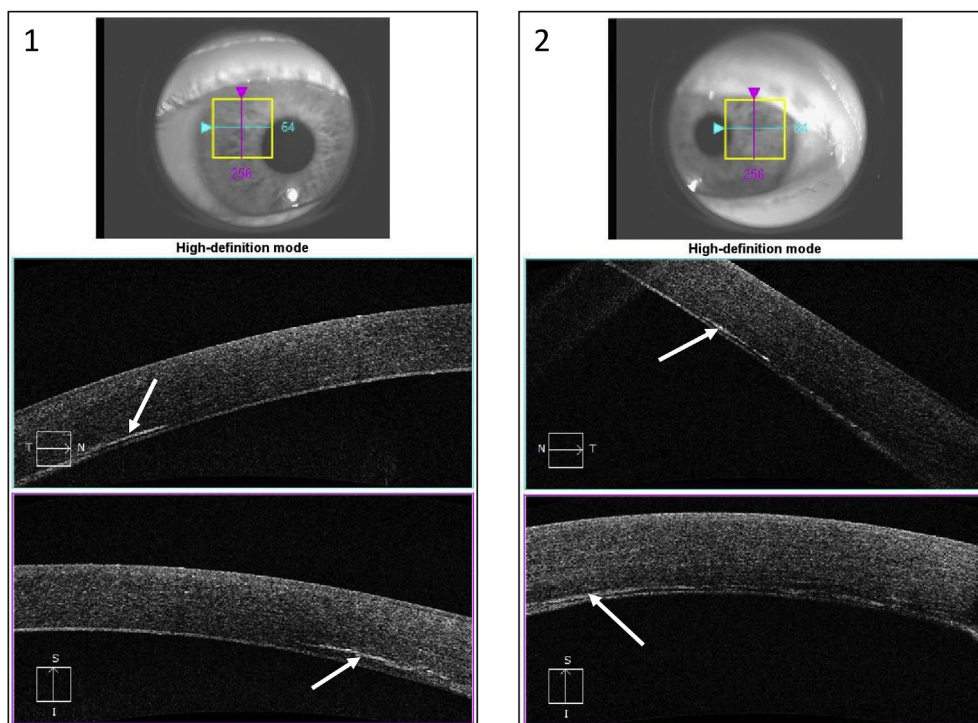 1
64
256
High-definition mode
T N
S
I
2
64
256
High-definition mode
N T
S
I